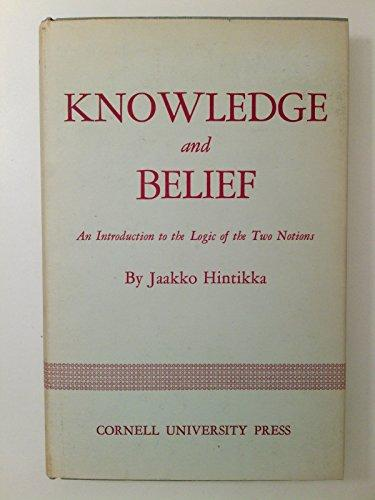 KNOWLEDGE
and
BELIEF
An Introduction to the Logic of the Two Notions
By Jaakko Hintikka
CORNELL UNIVERSITY PRESS